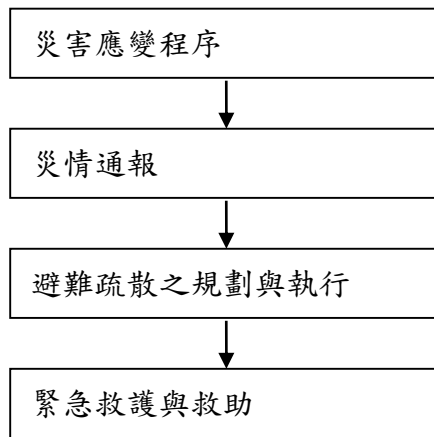 災害應變程序
災情通報
避難疏散之規劃與執行
緊急救護與救助